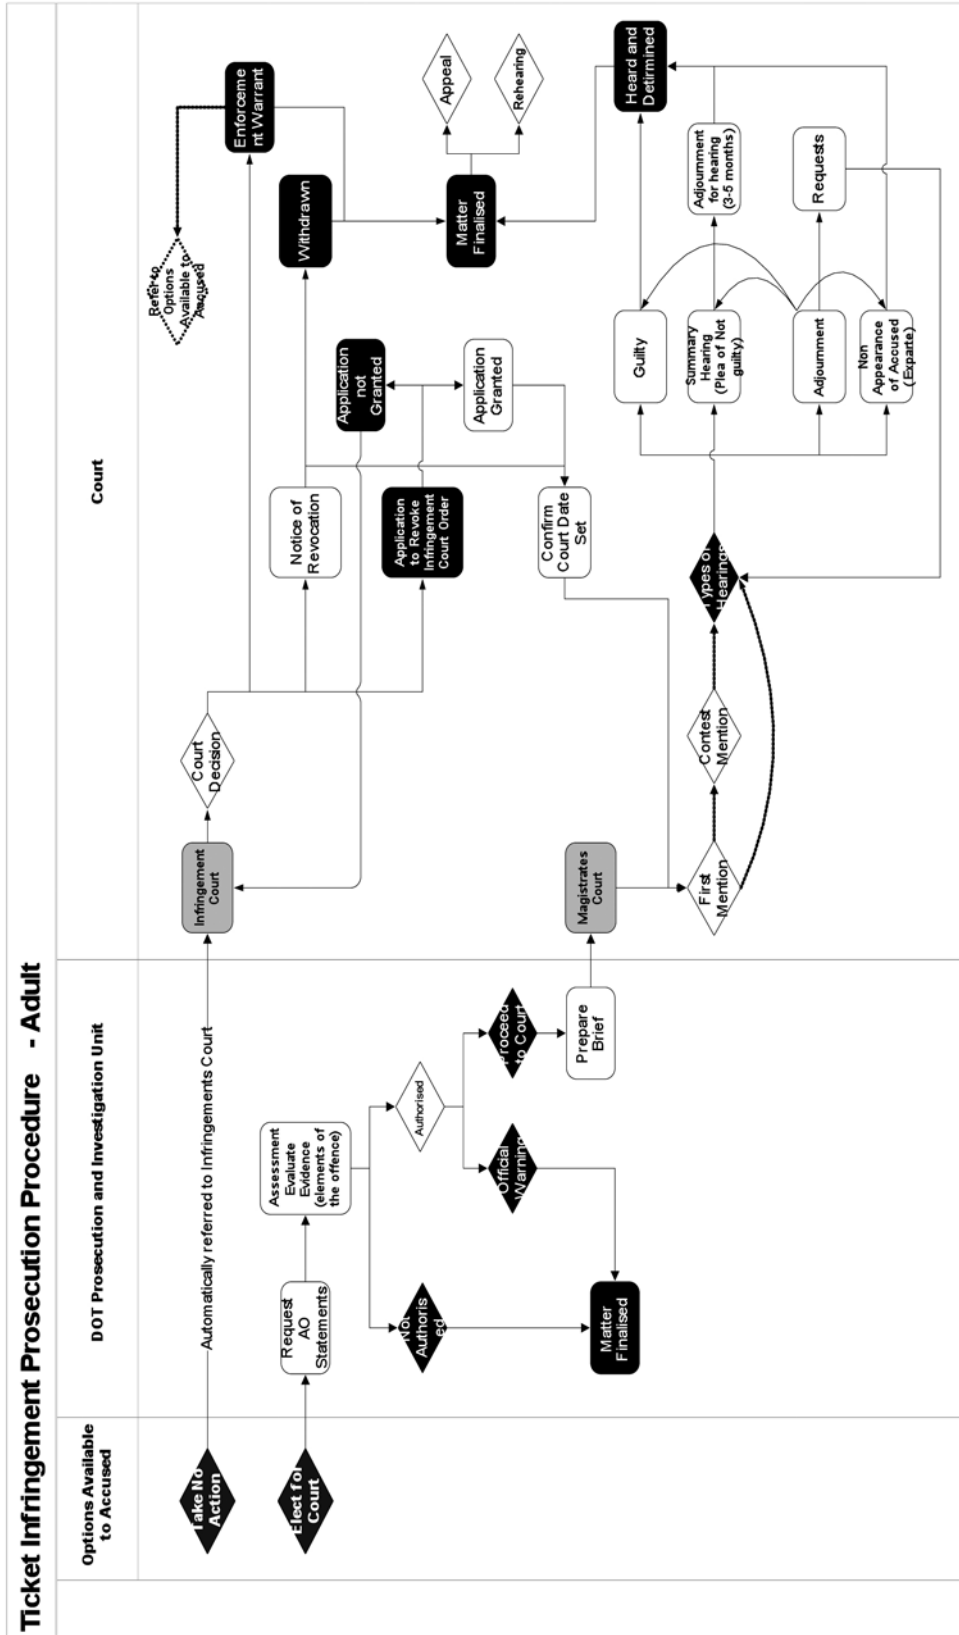 Ticket Infringement Prosecution Procedure - Adult
Options Available
to Accused
DOT Prosecution and Investigation Unit
Court
Take No
Action
Automatically referred to Infringements Court
Infringement
Court
Court
Decision
Enforceme
nt Warrant
Refer to
Options
Available to
Accused
Elect for
Court
Request
AO
Statements
Assessment
Evaluate
Evidence
(elements of
the offence)
Notice of
Revocation
Withdrawn
Not
Authoris
ed
Authorised
Application
to Revoke
Infringement
Court Order
Application
not
Granted
Application
Granted
Matter
Finalised
Appeal
Rehearing
Official
Warning
Proceed
to Court
Confirm
Court Date
Set
Prepare
Brief
Magistrates
Court
Matter
Finalised
First
Mention
Contest
Mention
Types of
Hearings
Guilty
Heard and
Detirmined
Summary
Hearing
(Plea of Not
guilty)
Adjournment
for hearing
(3-5 months)
Adjournment
Requests
Non
Appearance
of Accused
(Exparte)